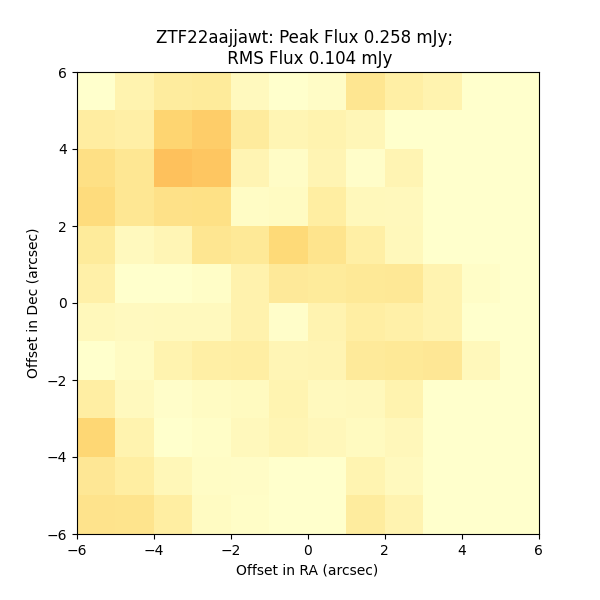 ZTF22aajjawt: Peak Flux 0.258 mJy;
RMS Flux 0.104 mJy
6
4
2
0
−2
−4
−6
Offset in Dec (arcsec)
−6 −4 −2 0 2 4 6
Offset in RA (arcsec)